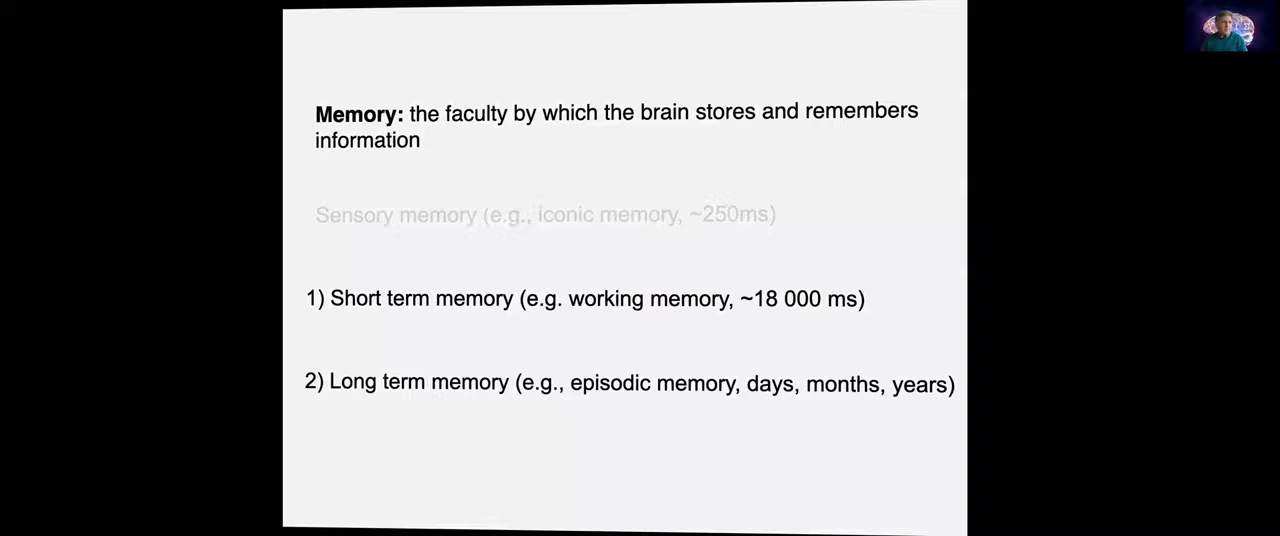 Memory: the faculty by which the brain stores and remembers
information
Sensory memory (e.g., iconic memory, ~250ms)
1) Short term memory (e.g. working memory, ~18 000 ms)
2) Long term memory (e.g., episodic memory, days, months, years)